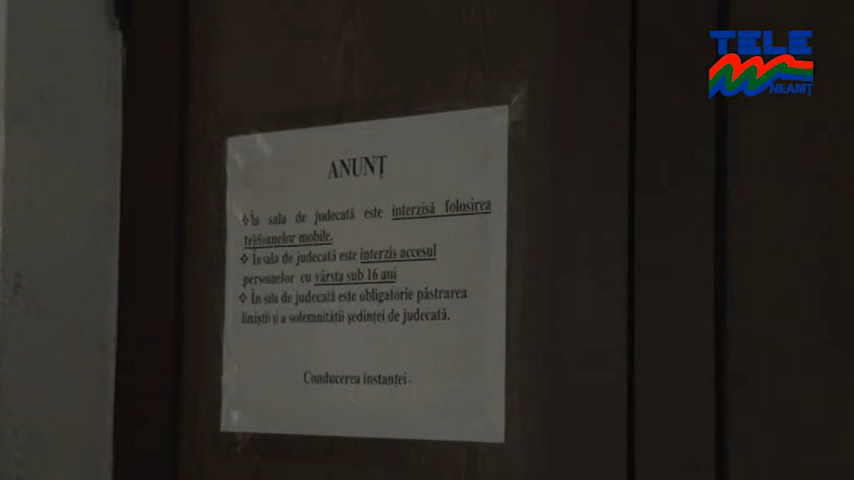 TELE
NEAMȚ
ANUNȚ
❖ În sala de judecată este interzisă folosirea
telefoanelor mobile.
❖ În sala de judecată este interzis accesul
persoanelor cu vârsta sub 16 ani
❖ În sala de judecată este obligatorie păstrarea
liniștii și a solemnității ședinței de judecată.
Conducerea instanței